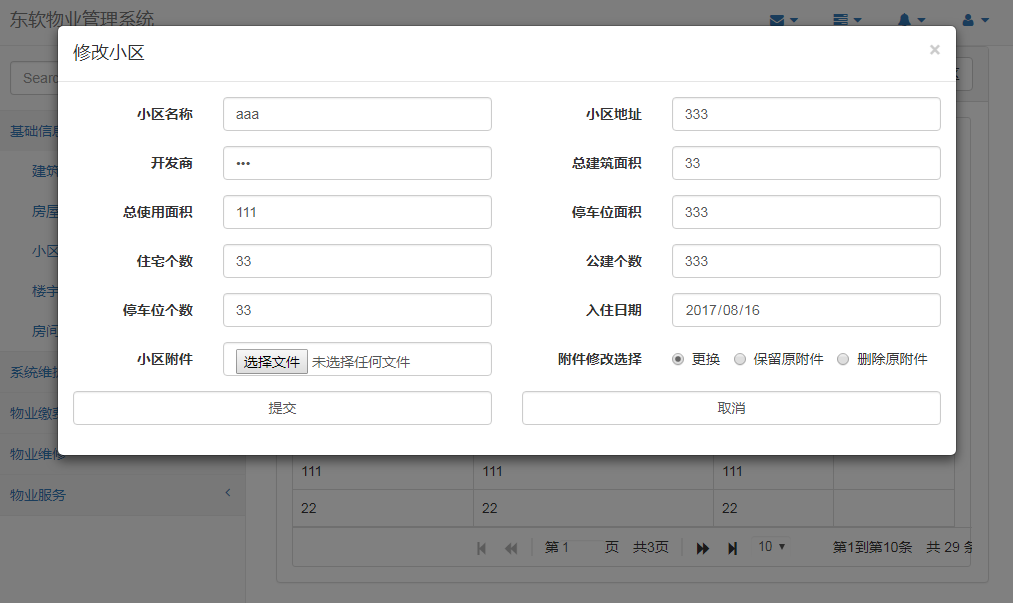 东软物业管理系统
修改小区 ×
小区名称 aaa 小区地址 333
开发商 ••• 总建筑面积 33
总使用面积 111 停车位面积 333
住宅个数 33 公建个数 333
停车位个数 33 入住日期 2017/08/16
小区附件 选择文件 未选择任何文件 附件修改选择 更换 保留原附件 删除原附件
提交 取消
Searc
基础信息
建筑
房屋
小区
楼宇
房间
系统维护
物业缴费
物业维修
物业服务
111 111 111
22 22 22
第 1 页 共3页 10 第1到第10条 共 29 条